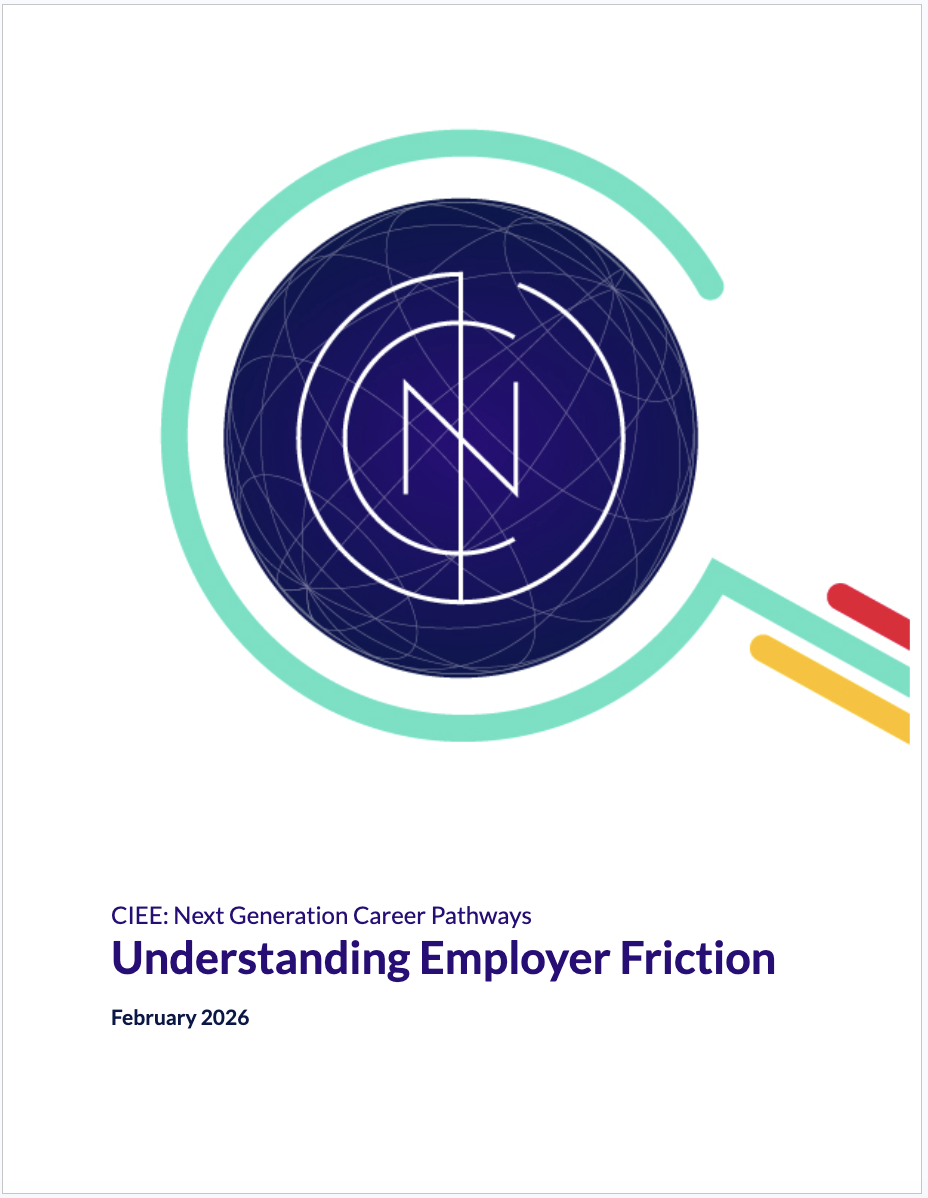 CIEE: Next Generation Career Pathways
Understanding Employer Friction
February 2026